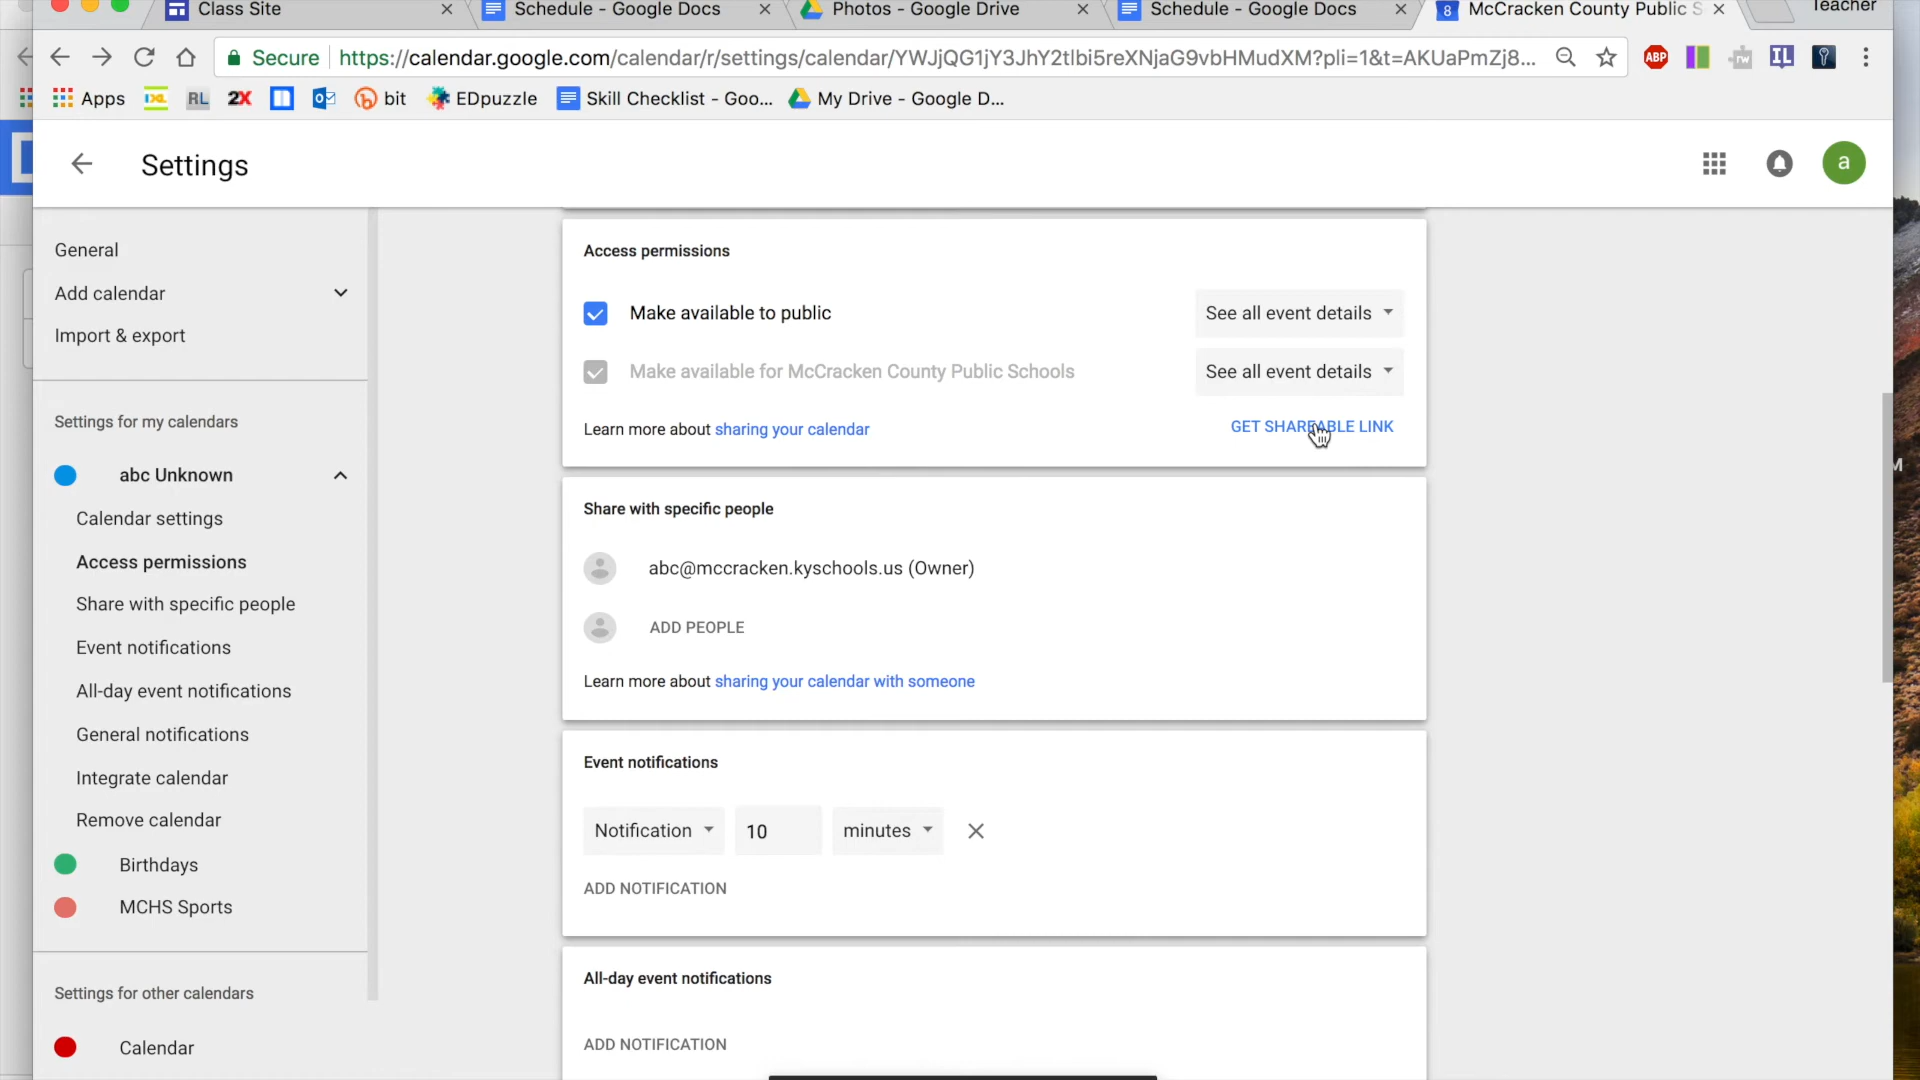 Class Site
Schedule - Google Docs
Photos - Google Drive
Schedule - Google Docs
McCracken County Public S
Teacher
Secure
https://calendar.google.com/calendar/r/settings/calendar/YWJjQG1jY3JhY2tlbi5reXNjaG9vbHMudXM?pli=1&t=AKUaPmZj8...
ABP
rw
IL
Apps
IXL
RL
2X
bit
EDpuzzle
Skill Checklist - Goo...
My Drive - Google D...
Settings
a
General
Add calendar
Import & export
Settings for my calendars
abc Unknown
Calendar settings
Access permissions
Share with specific people
Event notifications
All-day event notifications
General notifications
Integrate calendar
Remove calendar
Birthdays
MCHS Sports
Settings for other calendars
Calendar
Access permissions
Make available to public
See all event details
Make available for McCracken County Public Schools
See all event details
Learn more about sharing your calendar
GET SHAREABLE LINK
Share with specific people
abc@mccracken.kyschools.us (Owner)
ADD PEOPLE
Learn more about sharing your calendar with someone
Event notifications
Notification 10 minutes
ADD NOTIFICATION
All-day event notifications
ADD NOTIFICATION